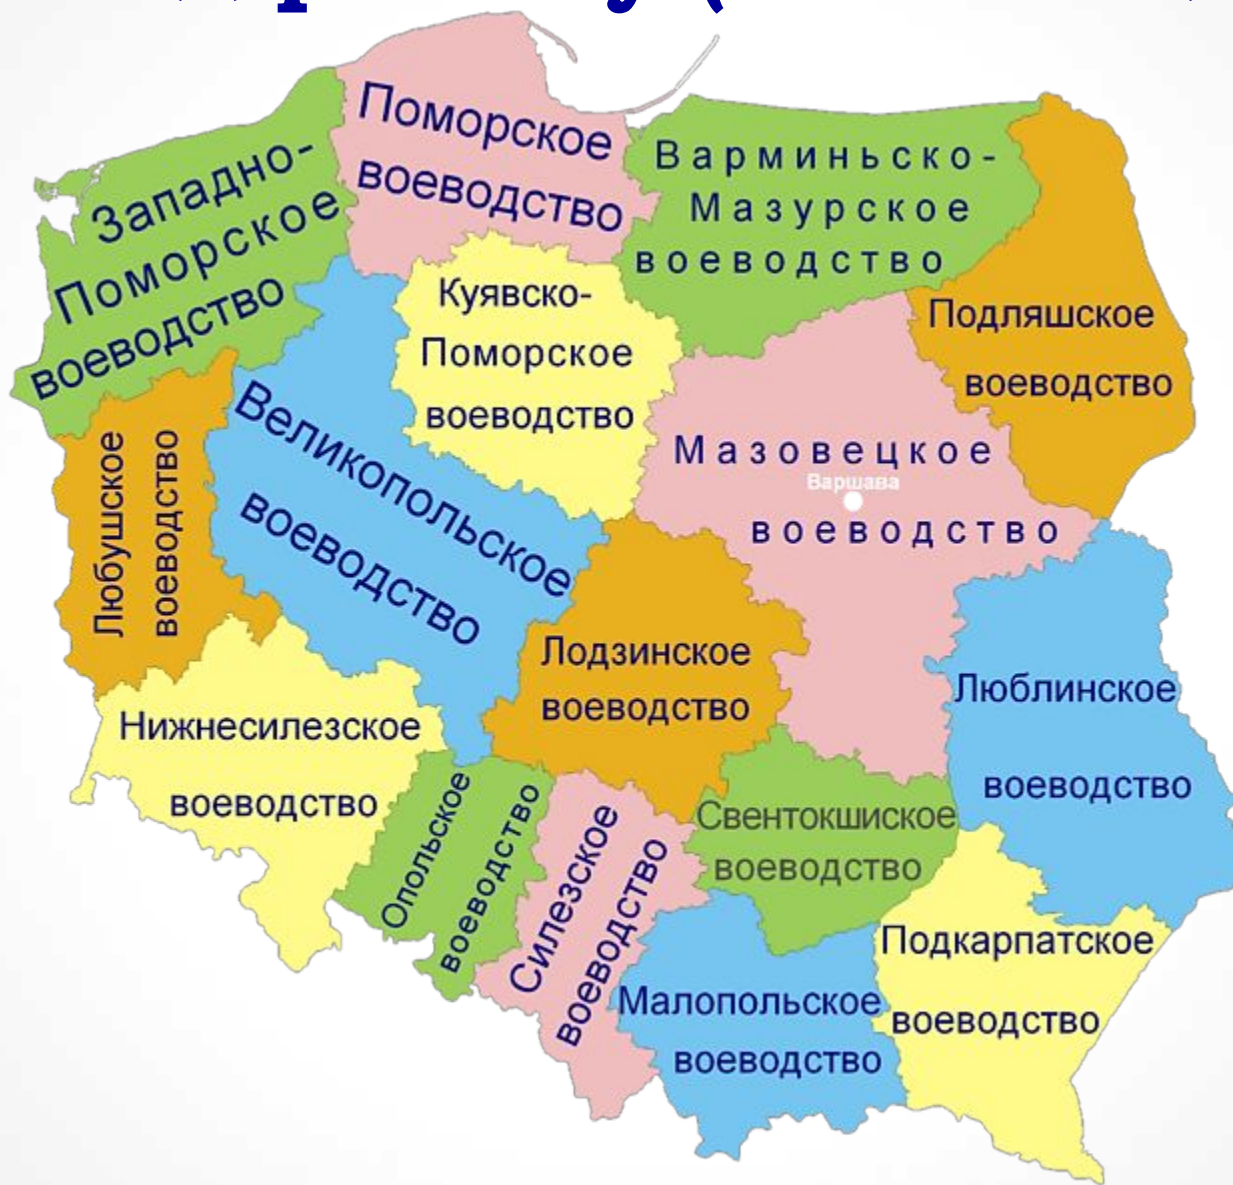 Поморское
воеводство
Западно-
Поморское
воеводство
Варминьско-
Мазурское
воеводство
Куявско-
Поморское
воеводство
Подляшское
воеводство
Великопольское
воеводство
Мазовецкое
Варшава
воеводство
Любушское
воеводство
Лодзинское
воеводство
Люблинское
воеводство
Нижнесилезское
воеводство
Опольское
воеводство
Силезское
воеводство
Свентокшиское
воеводство
Подкарпатское
воеводство
Малопольское
воеводство